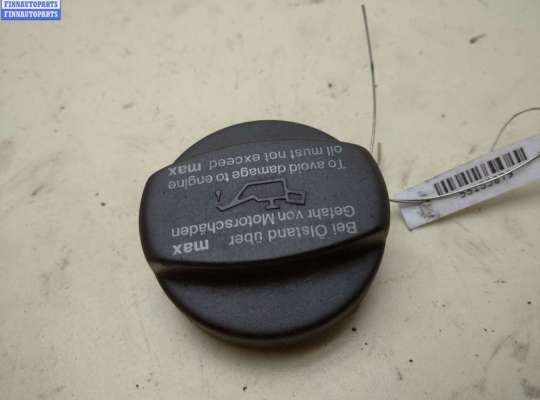 FINNAUTOPARTS
FINNAUTOPARTS
Bei Ölstand über max
Gefahr von Motorschäden
To avoid damage to engine
oil must not exceed max